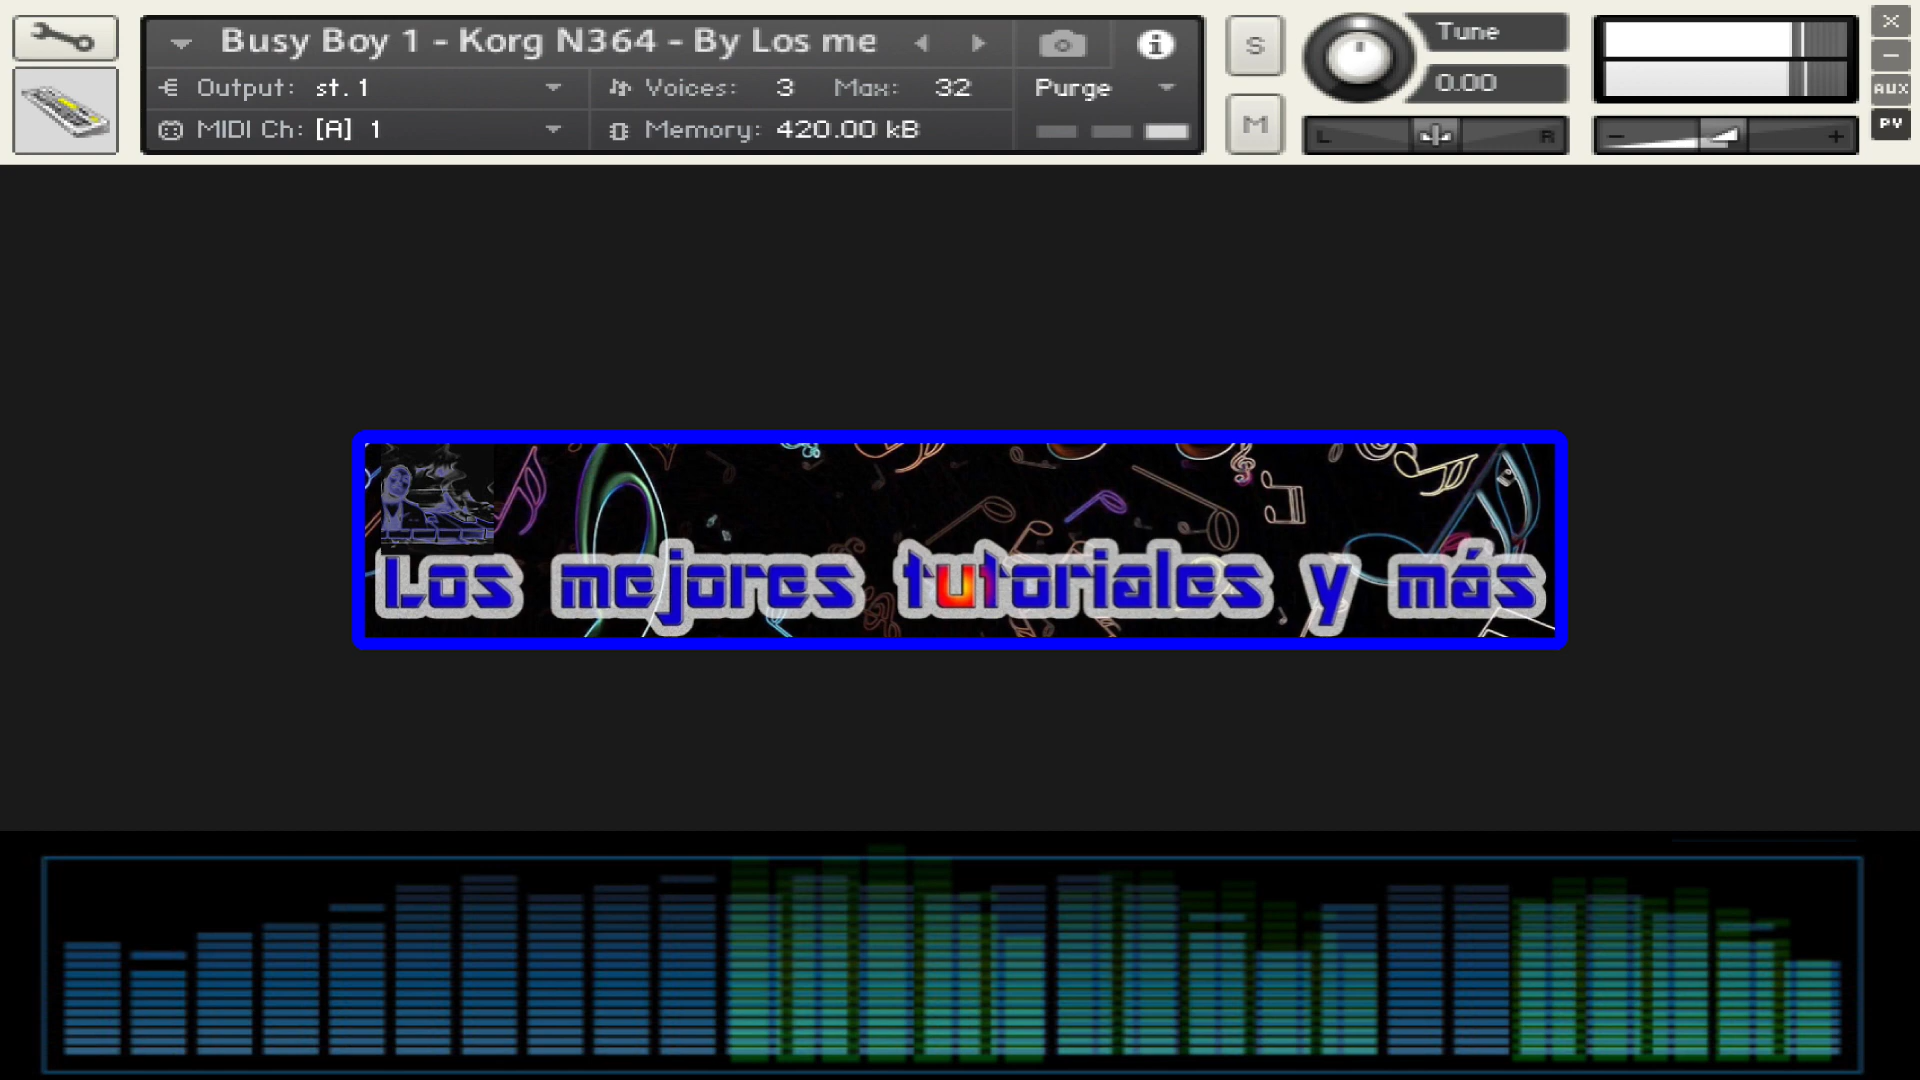 Busy Boy 1 - Korg N364 - By Los me
S
Tune
0.00
×
−
AUX
PV
Output: st. 1
Voices: 3 Max: 32
Purge
MIDI Ch: [A] 1
Memory: 420.00 kB
M
L R
− +
Los mejores tutoriales y más